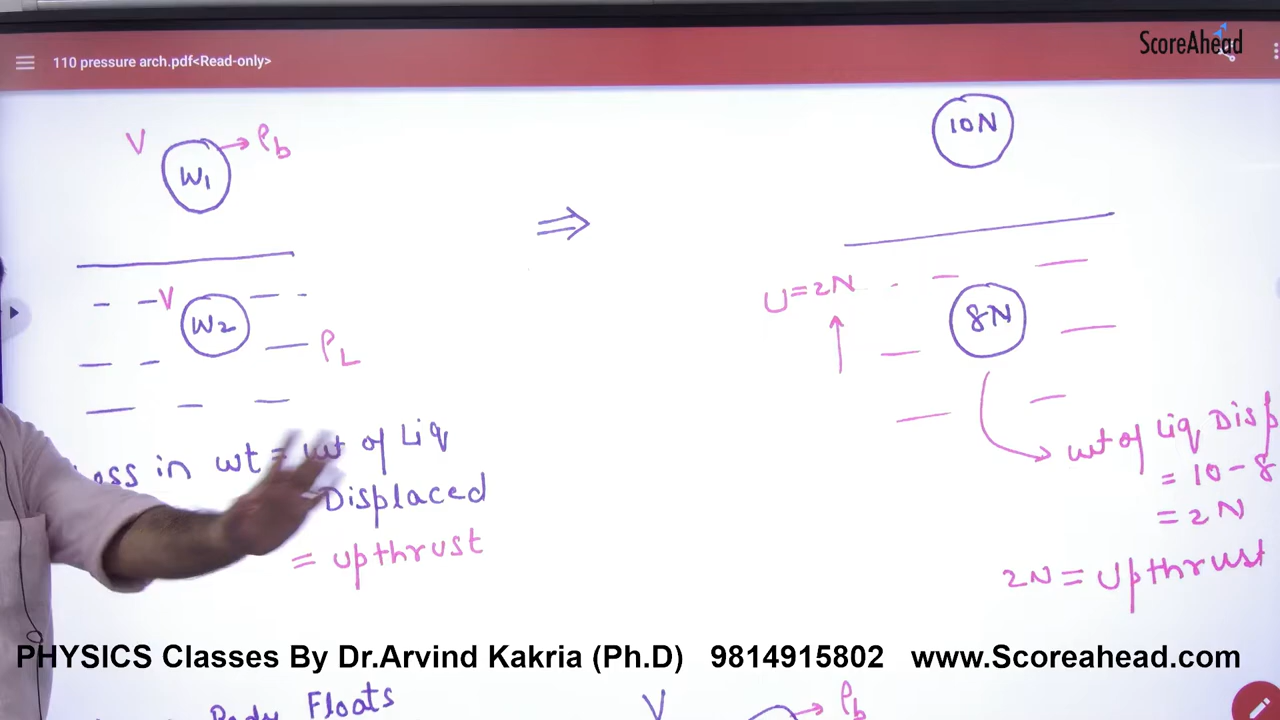 ScoreAhead
110 pressure arch.pdf<Read-only>
V
W1
ρb
V
W2
ρL
Loss in wt = wt of Liq
Displaced
= upthrust
⇒
10N
U=2N
8N
wt of Liq Disp
= 10-8
= 2N
2N = Upthrust
PHYSICS Classes By Dr.Arvind Kakria (Ph.D) 9814915802 www.Scoreahead.com
Body Floats
V
ρb